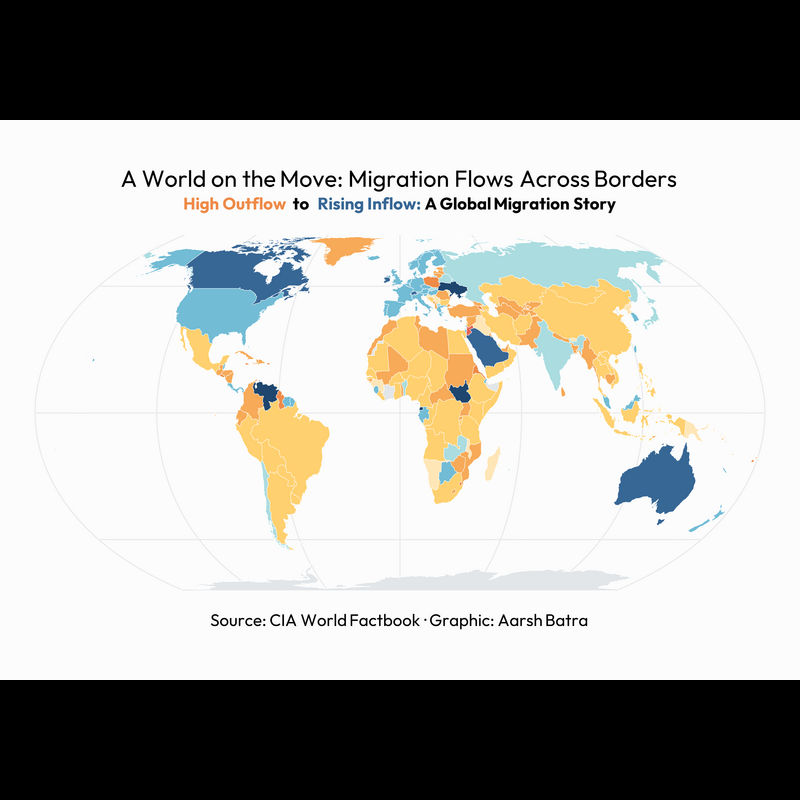 A World on the Move: Migration Flows Across Borders
High Outflow to Rising Inflow: A Global Migration Story
Source: CIA World Factbook · Graphic: Aarsh Batra